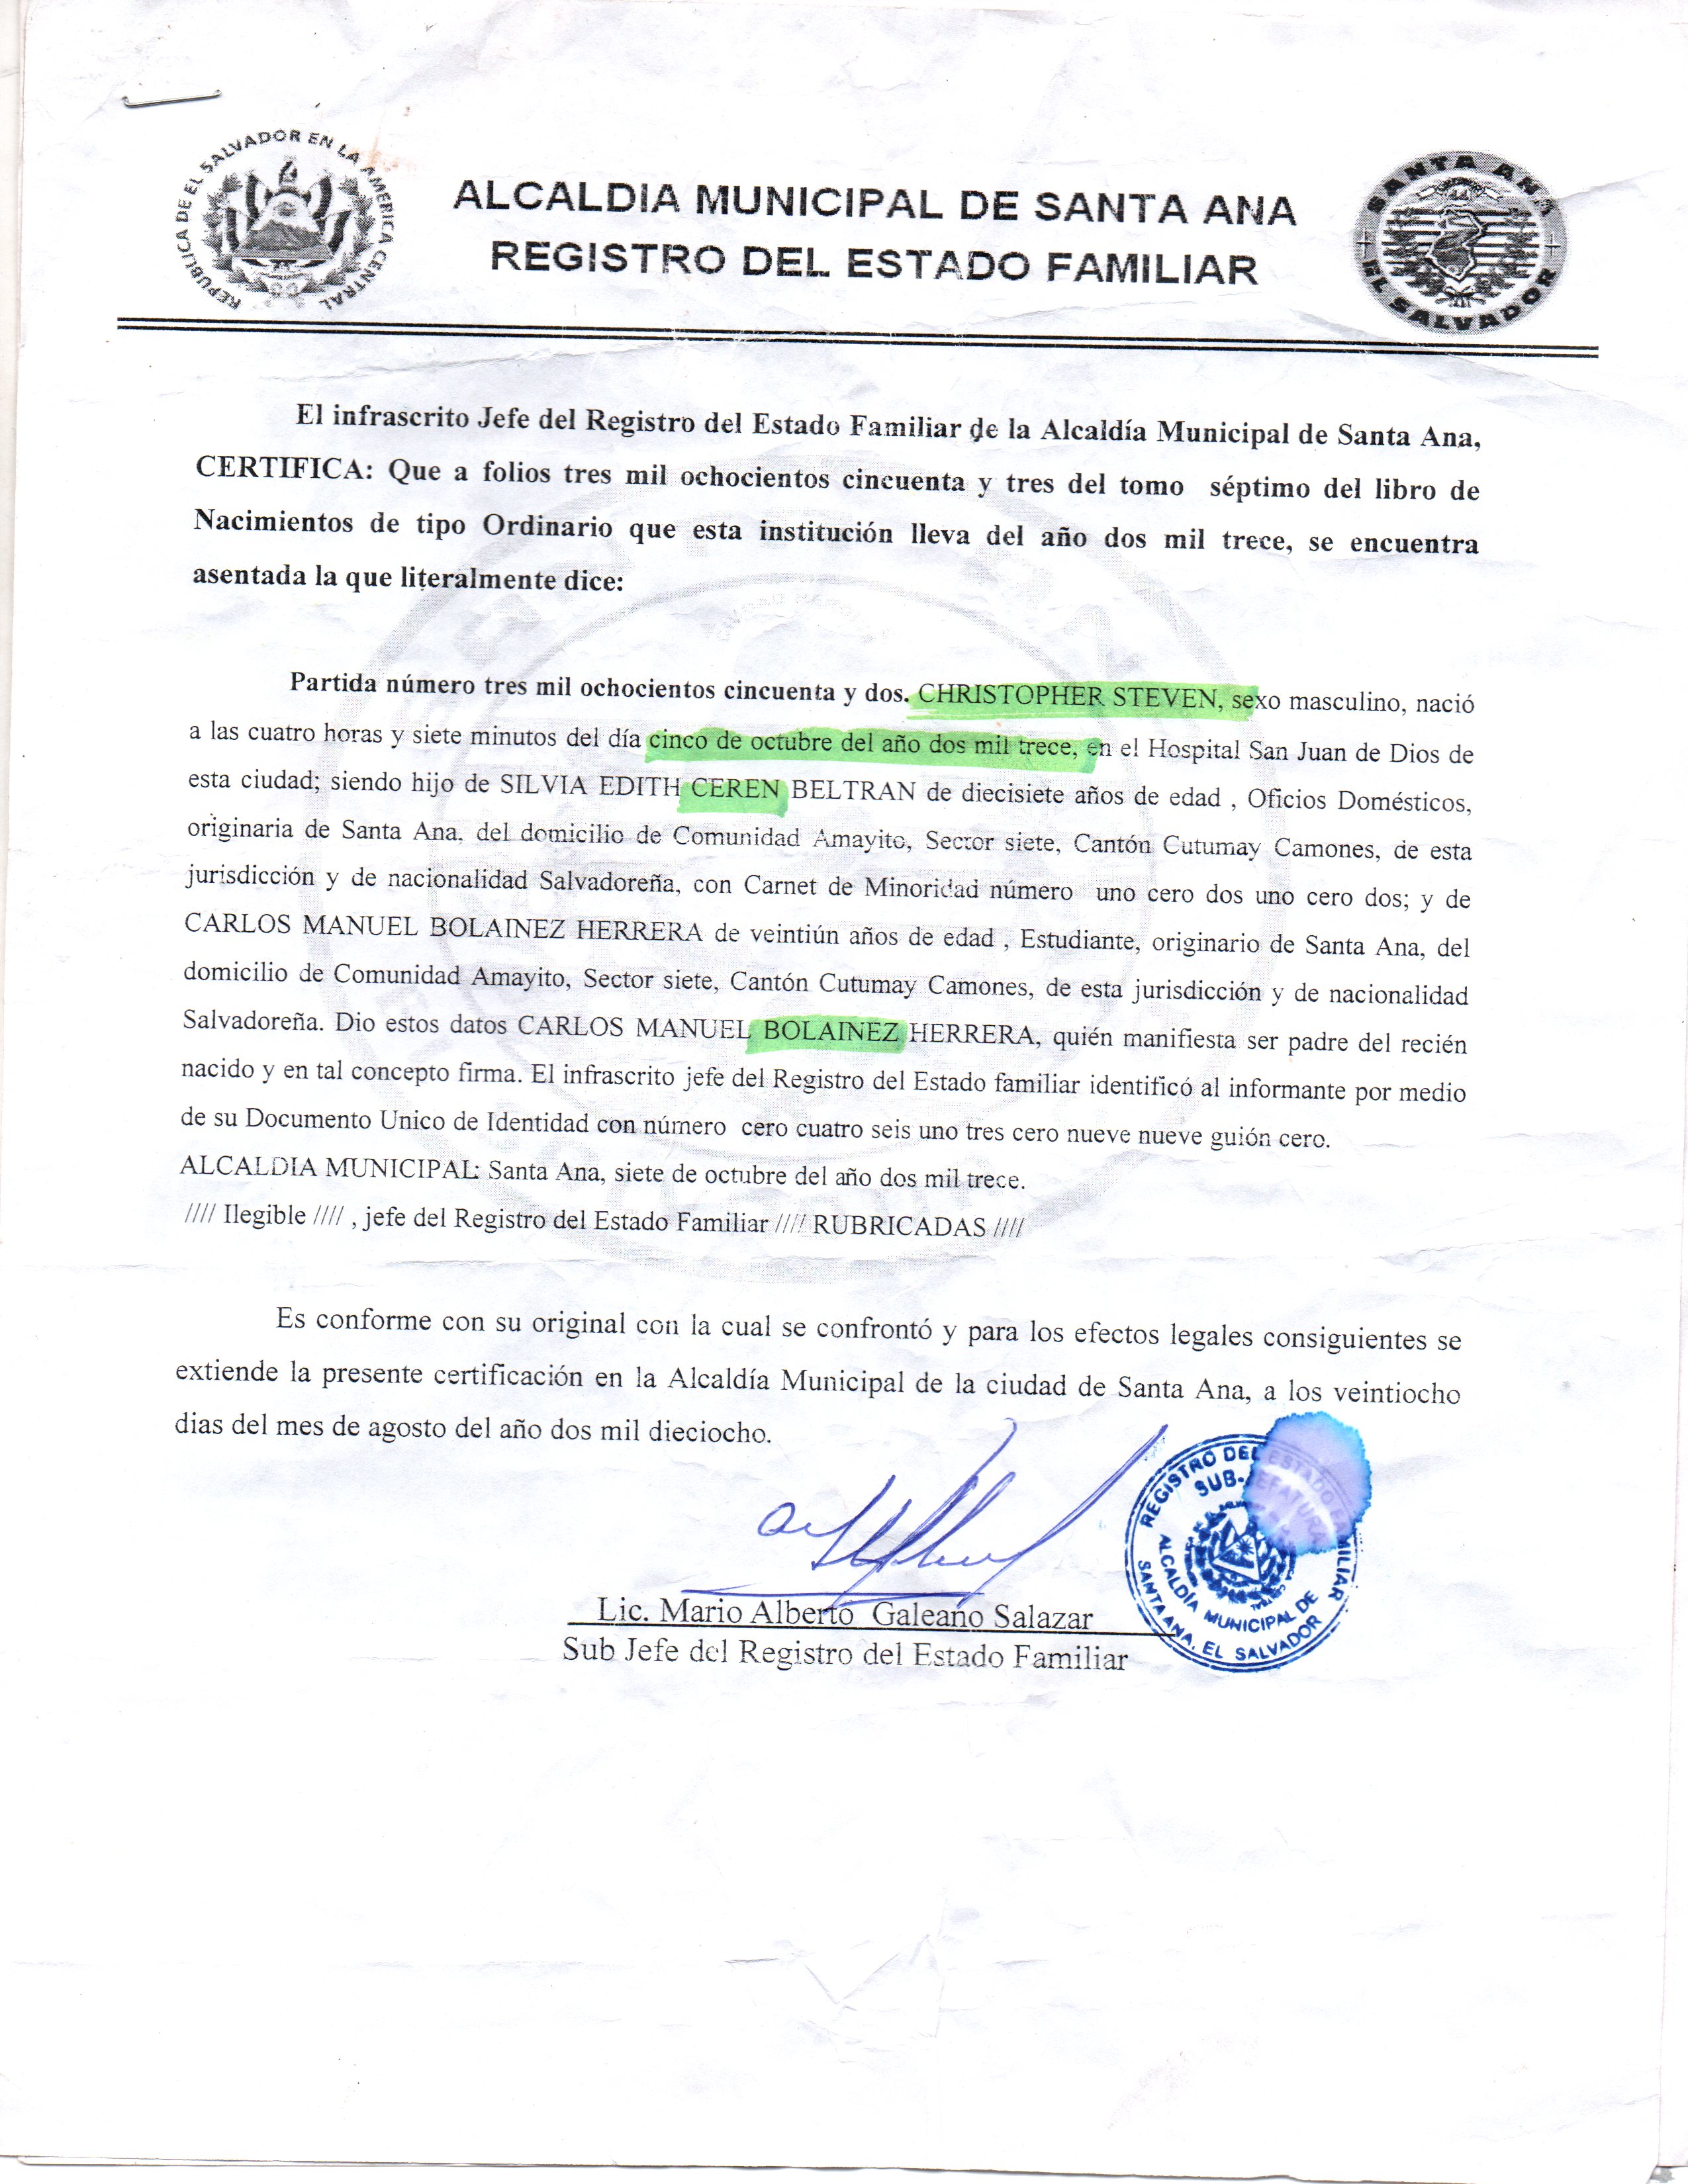 REPUBLICA DE EL SALVADOR EN LA AMERICA CENTRAL
ALCALDIA MUNICIPAL DE SANTA ANA
REGISTRO DEL ESTADO FAMILIAR
SANTA ANA
EL SALVADOR
El infrascrito Jefe del Registro del Estado Familiar de la Alcaldía Municipal de Santa Ana,
CERTIFICA: Que a folios tres mil ochocientos cincuenta y tres del tomo séptimo del libro de
Nacimientos de tipo Ordinario que esta institución lleva del año dos mil trece, se encuentra
asentada la que literalmente dice:
Partida número tres mil ochocientos cincuenta y dos. CHRISTOPHER STEVEN, sexo masculino, nació
a las cuatro horas y siete minutos del día cinco de octubre del año dos mil trece, en el Hospital San Juan de Dios de
esta ciudad; siendo hijo de SILVIA EDITH CEREN BELTRAN de diecisiete años de edad , Oficios Domésticos,
originaria de Santa Ana, del domicilio de Comunidad Amayito, Sector siete, Cantón Cutumay Camones, de esta
jurisdicción y de nacionalidad Salvadoreña, con Carnet de Minoridad número uno cero dos uno cero dos; y de
CARLOS MANUEL BOLAINEZ HERRERA de veintiún años de edad , Estudiante, originario de Santa Ana, del
domicilio de Comunidad Amayito, Sector siete, Cantón Cutumay Camones, de esta jurisdicción y de nacionalidad
Salvadoreña. Dio estos datos CARLOS MANUEL BOLAINEZ HERRERA, quién manifiesta ser padre del recién
nacido y en tal concepto firma. El infrascrito jefe del Registro del Estado familiar identificó al informante por medio
de su Documento Unico de Identidad con número cero cuatro seis uno tres cero nueve nueve guión cero.
ALCALDIA MUNICIPAL: Santa Ana, siete de octubre del año dos mil trece.
//// Ilegible //// , jefe del Registro del Estado Familiar //// RUBRICADAS ////
Es conforme con su original con la cual se confrontó y para los efectos legales consiguientes se
extiende la presente certificación en la Alcaldía Municipal de la ciudad de Santa Ana, a los veintiocho
dias del mes de agosto del año dos mil dieciocho.
REGISTRO DEL ESTADO FAMILIAR
SUB-JEFATURA
ALCALDÍA MUNICIPAL DE
SANTA ANA, EL SALVADOR
Lic. Mario Alberto Galeano Salazar
Sub Jefe del Registro del Estado Familiar